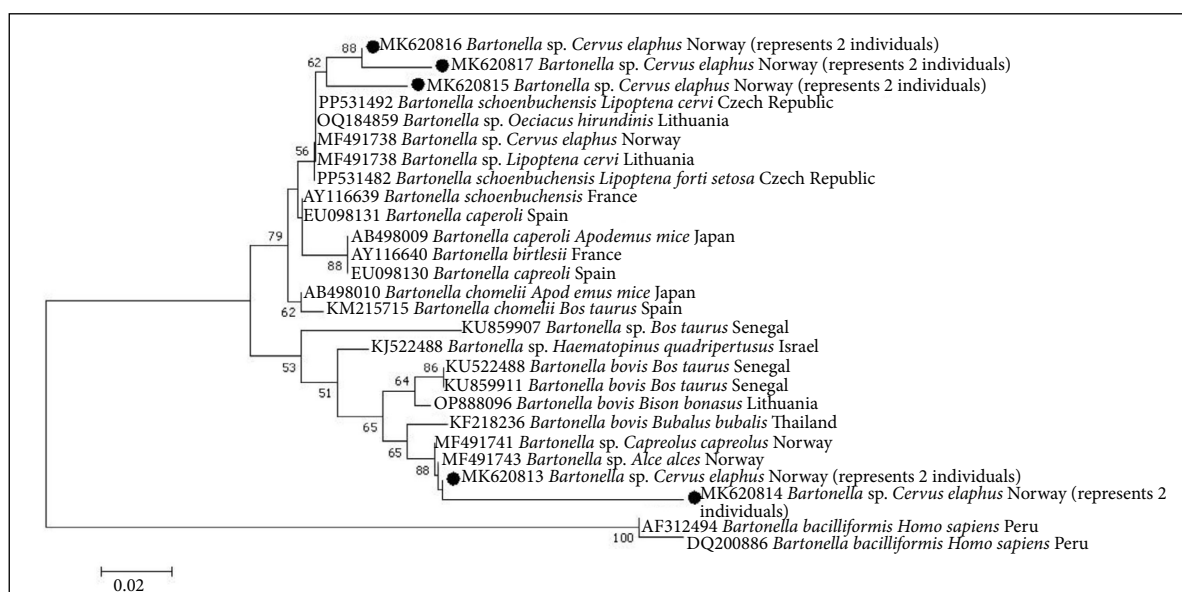 88 MK620816 Bartonella sp. Cervus elaphus Norway (represents 2 individuals)
62 MK620817 Bartonella sp. Cervus elaphus Norway (represents 2 individuals)
MK620815 Bartonella sp. Cervus elaphus Norway (represents 2 individuals)
PP531492 Bartonella schoenbuchensis Lipoptena cervi Czech Republic
OQ184859 Bartonella sp. Oeciacus hirundinis Lithuania
MF491738 Bartonella sp. Cervus elaphus Norway
56 MF491738 Bartonella sp. Lipoptena cervi Lithuania
PP531482 Bartonella schoenbuchensis Lipoptena forti setosa Czech Republic
AY116639 Bartonella schoenbuchensis France
EU098131 Bartonella caperoli Spain
79 AB498009 Bartonella caperoli Apodemus mice Japan
AY116640 Bartonella birtlesii France
88 EU098130 Bartonella capreoli Spain
AB498010 Bartonella chomelii Apod emus mice Japan
62 KM215715 Bartonella chomelii Bos taurus Spain
KU859907 Bartonella sp. Bos taurus Senegal
53 KJ522488 Bartonella sp. Haematopinus quadripertusus Israel
86 KU522488 Bartonella bovis Bos taurus Senegal
64 KU859911 Bartonella bovis Bos taurus Senegal
51 OP888096 Bartonella bovis Bison bonasus Lithuania
65 KF218236 Bartonella bovis Bubalus bubalis Thailand
65 MF491741 Bartonella sp. Capreolus capreolus Norway
MF491743 Bartonella sp. Alce alces Norway
88 MK620813 Bartonella sp. Cervus elaphus Norway (represents 2 individuals)
MK620814 Bartonella sp. Cervus elaphus Norway (represents 2
individuals)
AF312494 Bartonella bacilliformis Homo sapiens Peru
100 DQ200886 Bartonella bacilliformis Homo sapiens Peru
0.02